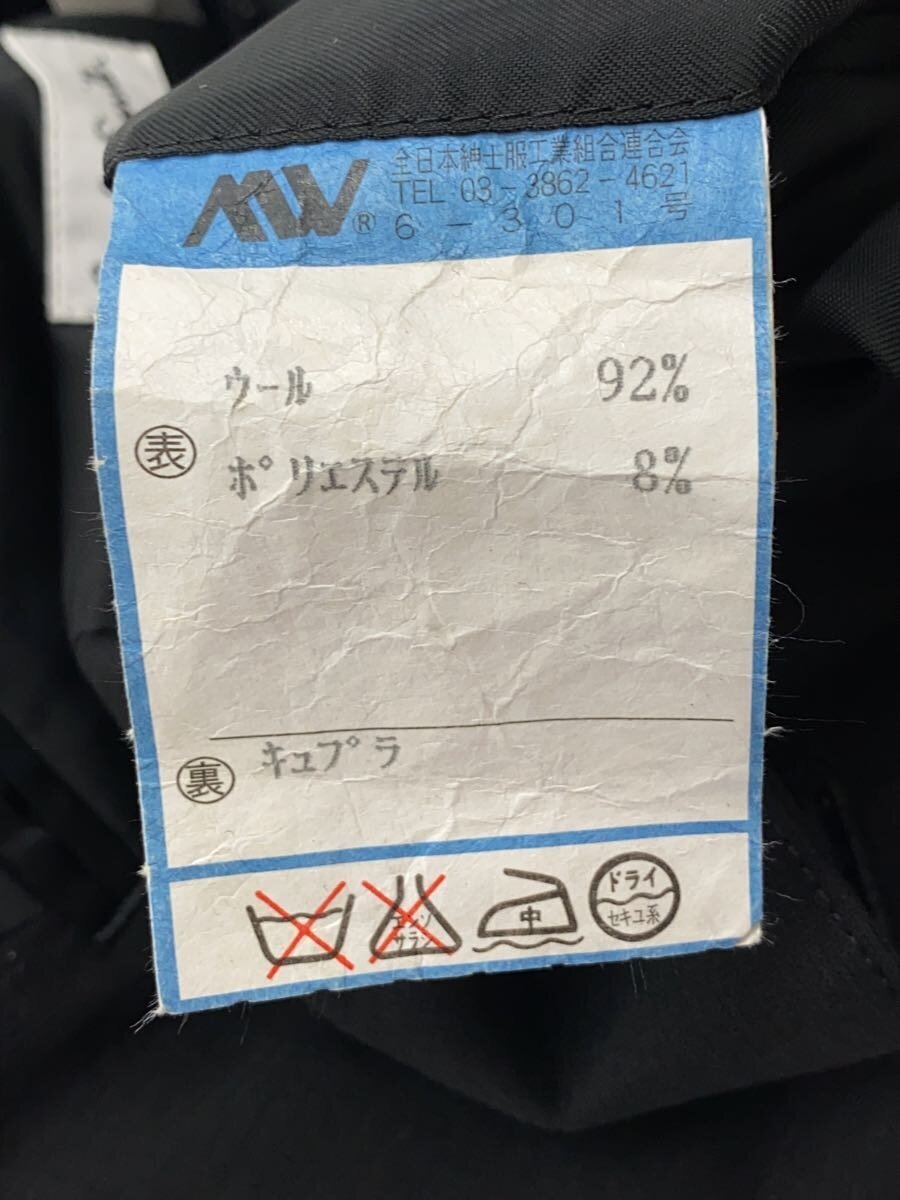 MW®
全日本紳士服工業組合連合会
TEL 03-3862-4621
6-301号
表
ウール 92%
ポリエステル 8%
裏
キュプラ
エンソ
サラシ
中
ドライ
セキユ系